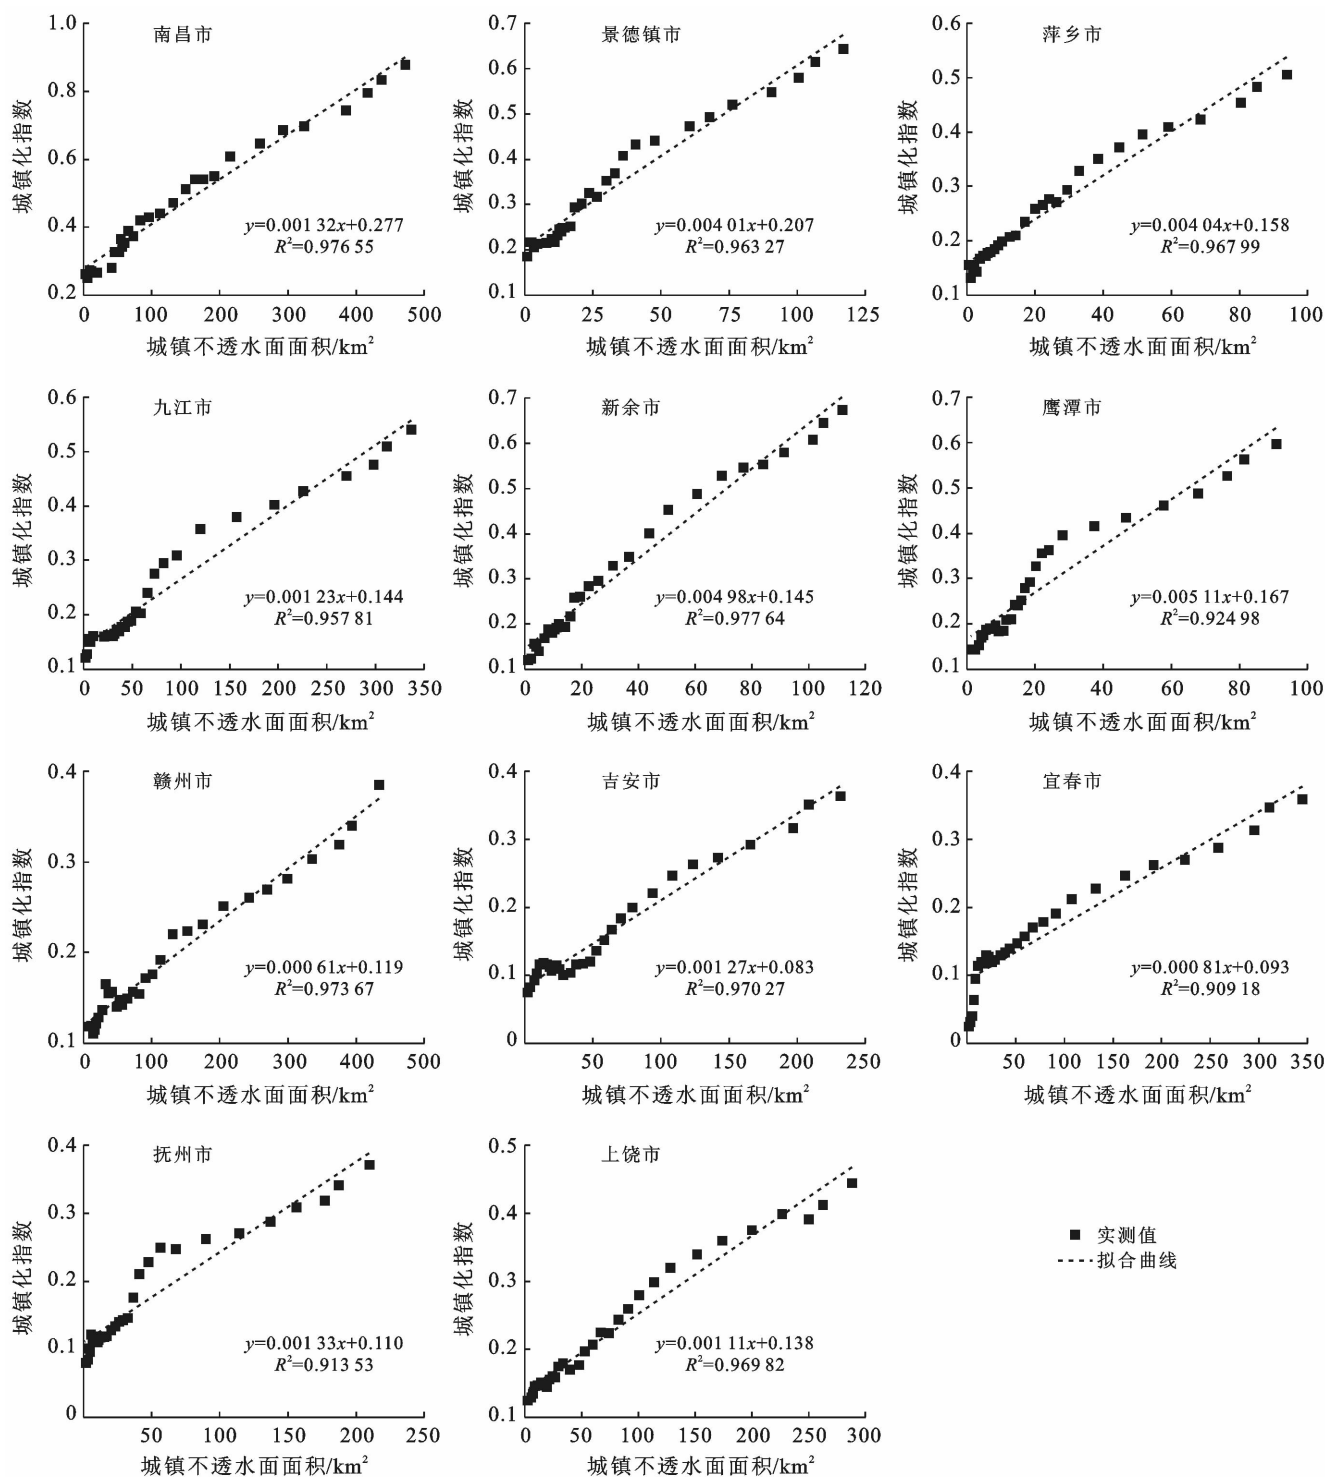 南昌市
城镇化指数
1.0
0.8
0.6
0.4
0.2
y=0.001 32x+0.277
R²=0.976 55
0 100 200 300 400 500
城镇不透水面面积/km²
景德镇市
城镇化指数
0.7
0.6
0.5
0.4
0.3
0.2
0.1
y=0.004 01x+0.207
R²=0.963 27
0 25 50 75 100 125
城镇不透水面面积/km²
萍乡市
城镇化指数
0.6
0.5
0.4
0.3
0.2
0.1
y=0.004 04x+0.158
R²=0.967 99
0 20 40 60 80 100
城镇不透水面面积/km²
九江市
城镇化指数
0.6
0.5
0.4
0.3
0.2
0.1
y=0.001 23x+0.144
R²=0.957 81
0 50 100 150 200 250 300 350
城镇不透水面面积/km²
新余市
城镇化指数
0.7
0.6
0.5
0.4
0.3
0.2
0.1
y=0.004 98x+0.145
R²=0.977 64
0 20 40 60 80 100 120
城镇不透水面面积/km²
鹰潭市
城镇化指数
0.7
0.6
0.5
0.4
0.3
0.2
0.1
y=0.005 11x+0.167
R²=0.924 98
0 20 40 60 80 100
城镇不透水面面积/km²
赣州市
城镇化指数
0.4
0.3
0.2
0.1
y=0.000 61x+0.119
R²=0.973 67
0 100 200 300 400 500
城镇不透水面面积/km²
吉安市
城镇化指数
0.4
0.3
0.2
0.1
0
y=0.001 27x+0.083
R²=0.970 27
50 100 150 200 250
城镇不透水面面积/km²
宜春市
城镇化指数
0.4
0.3
0.2
0.1
0
y=0.000 81x+0.093
R²=0.909 18
50 100 150 200 250 300 350
城镇不透水面面积/km²
抚州市
城镇化指数
0.4
0.3
0.2
0.1
0
y=0.001 33x+0.110
R²=0.913 53
50 100 150 200 250
城镇不透水面面积/km²
上饶市
城镇化指数
0.5
0.4
0.3
0.2
0.1
y=0.001 11x+0.138
R²=0.969 82
0 50 100 150 200 250 300
城镇不透水面面积/km²
实测值
拟合曲线